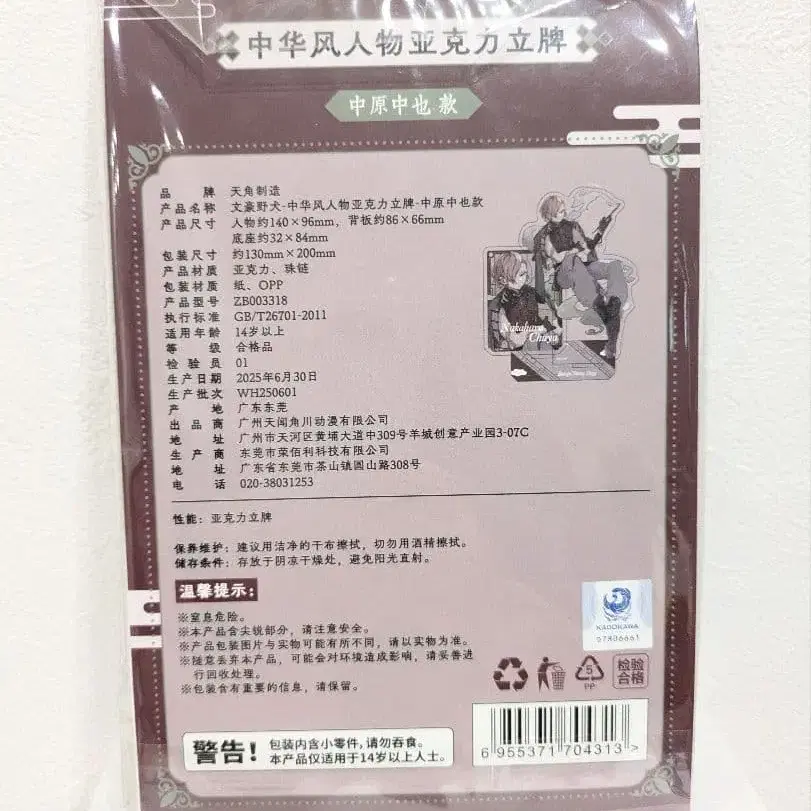 中华风人物亚克力立牌
中原中也 款
品 牌 天角制造
产品名称 文豪野犬-中华风人物亚克力立牌-中原中也款
产品尺寸 人物约140×96mm，背板约86×66mm
底座约32×84mm
包装尺寸 约130mm×200mm
产品材质 亚克力、珠链
包装材质 纸、OPP
产品型号 ZB003318
执行标准 GB/T26701-2011
适用年龄 14岁以上
等 级 合格品
检 验 员 01
生产日期 2025年6月30日
生产批次 WH250601
产 地 广东东莞
出 品 商 广州天闻角川动漫有限公司
地 址 广州市天河区黄埔大道中309号羊城创意产业园3-07C
生 产 商 东莞市荣佰利科技有限公司
地 址 广东省东莞市茶山镇圆山路308号
电 话 020-38031253
Nakahara
Chuya
性能：亚克力立牌
保养维护：建议用洁净的干布擦拭，切勿用酒精擦拭。
储存条件：存放于阴凉干燥处，避免阳光直射。
温馨提示：
※窒息危险。
※本产品含尖锐部分，请注意安全。
※产品包装图片与实物可能有所不同，请以实物为准。
※随意丢弃本产品，可能会对环境造成影响，请妥善进
行回收处理。
※包装含有重要的信息，请保留。
KADOKAWA
07806661
5
PP
检验
合格
警告！
包装内含小零件，请勿吞食。
本产品仅适用于14岁以上人士。
6 955371 704313 >